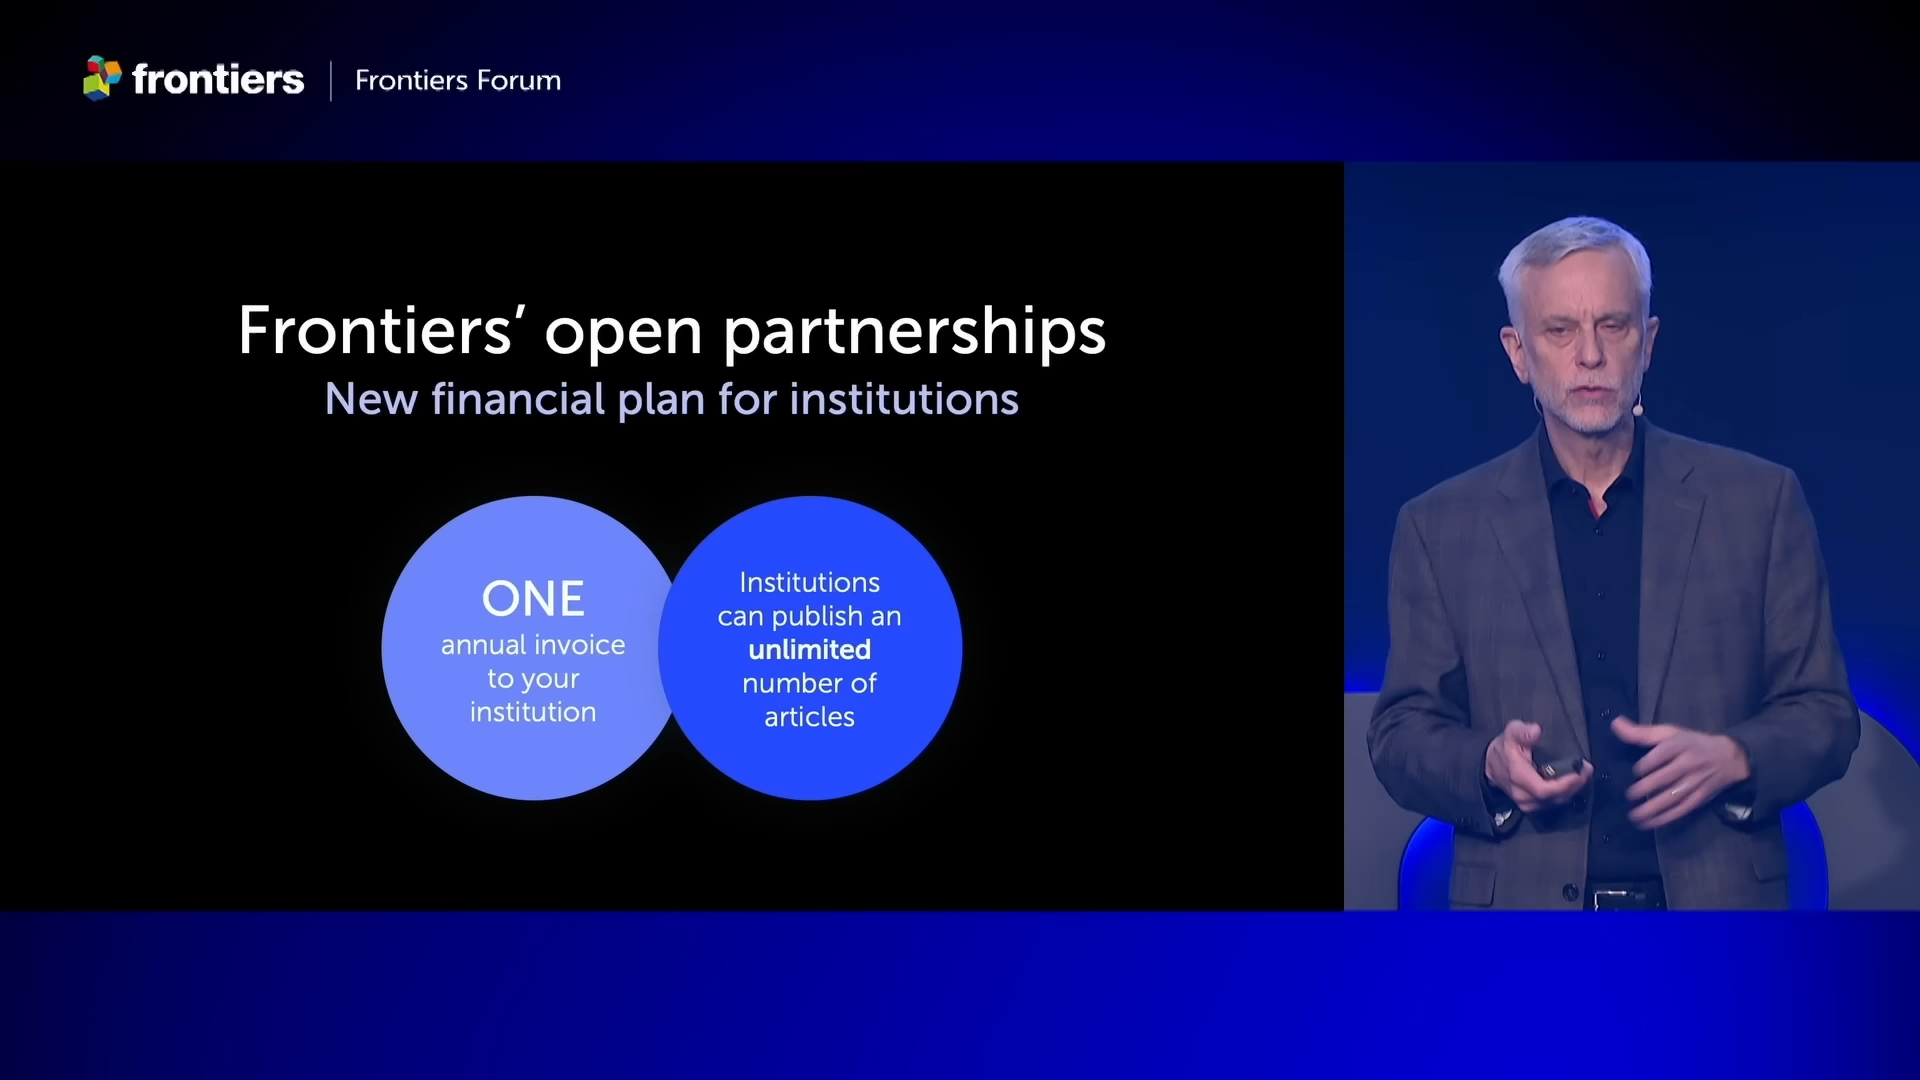 frontiers
Frontiers Forum
Frontiers’ open partnerships
New financial plan for institutions
ONE
annual invoice
to your
institution
Institutions
can publish an
unlimited
number of
articles